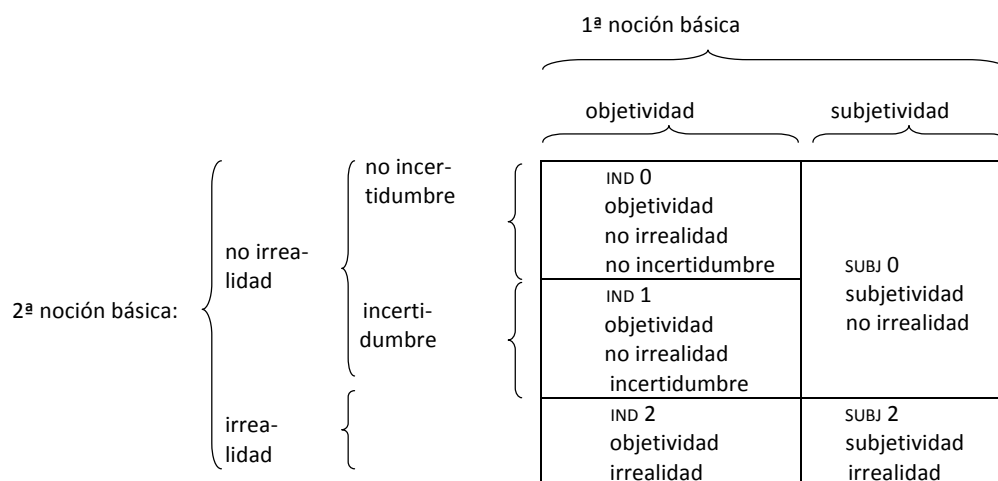 1ª noción básica
objetividad
subjetividad
2ª noción básica:
no irrea-
lidad
irrea-
lidad
no incer-
tidumbre
incerti-
dumbre
IND 0
objetividad
no irrealidad
no incertidumbre
IND 1
objetividad
no irrealidad
incertidumbre
IND 2
objetividad
irrealidad
SUBJ 0
subjetividad
no irrealidad
SUBJ 2
subjetividad
irrealidad